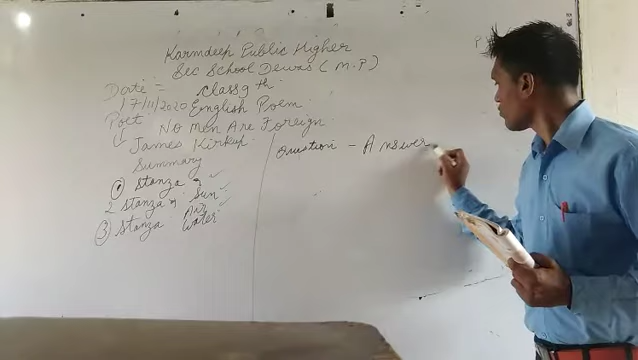 Karmdeep Public Higher
Sec School Dewas (M.P)
Date = class 9 th
17/11/2020 English Poem
Poet No Men Are Foreign
James Kirkup
Summary
1 Stanza
2 Stanza Sun
Air
3 Stanza Water
Question - Answer
P